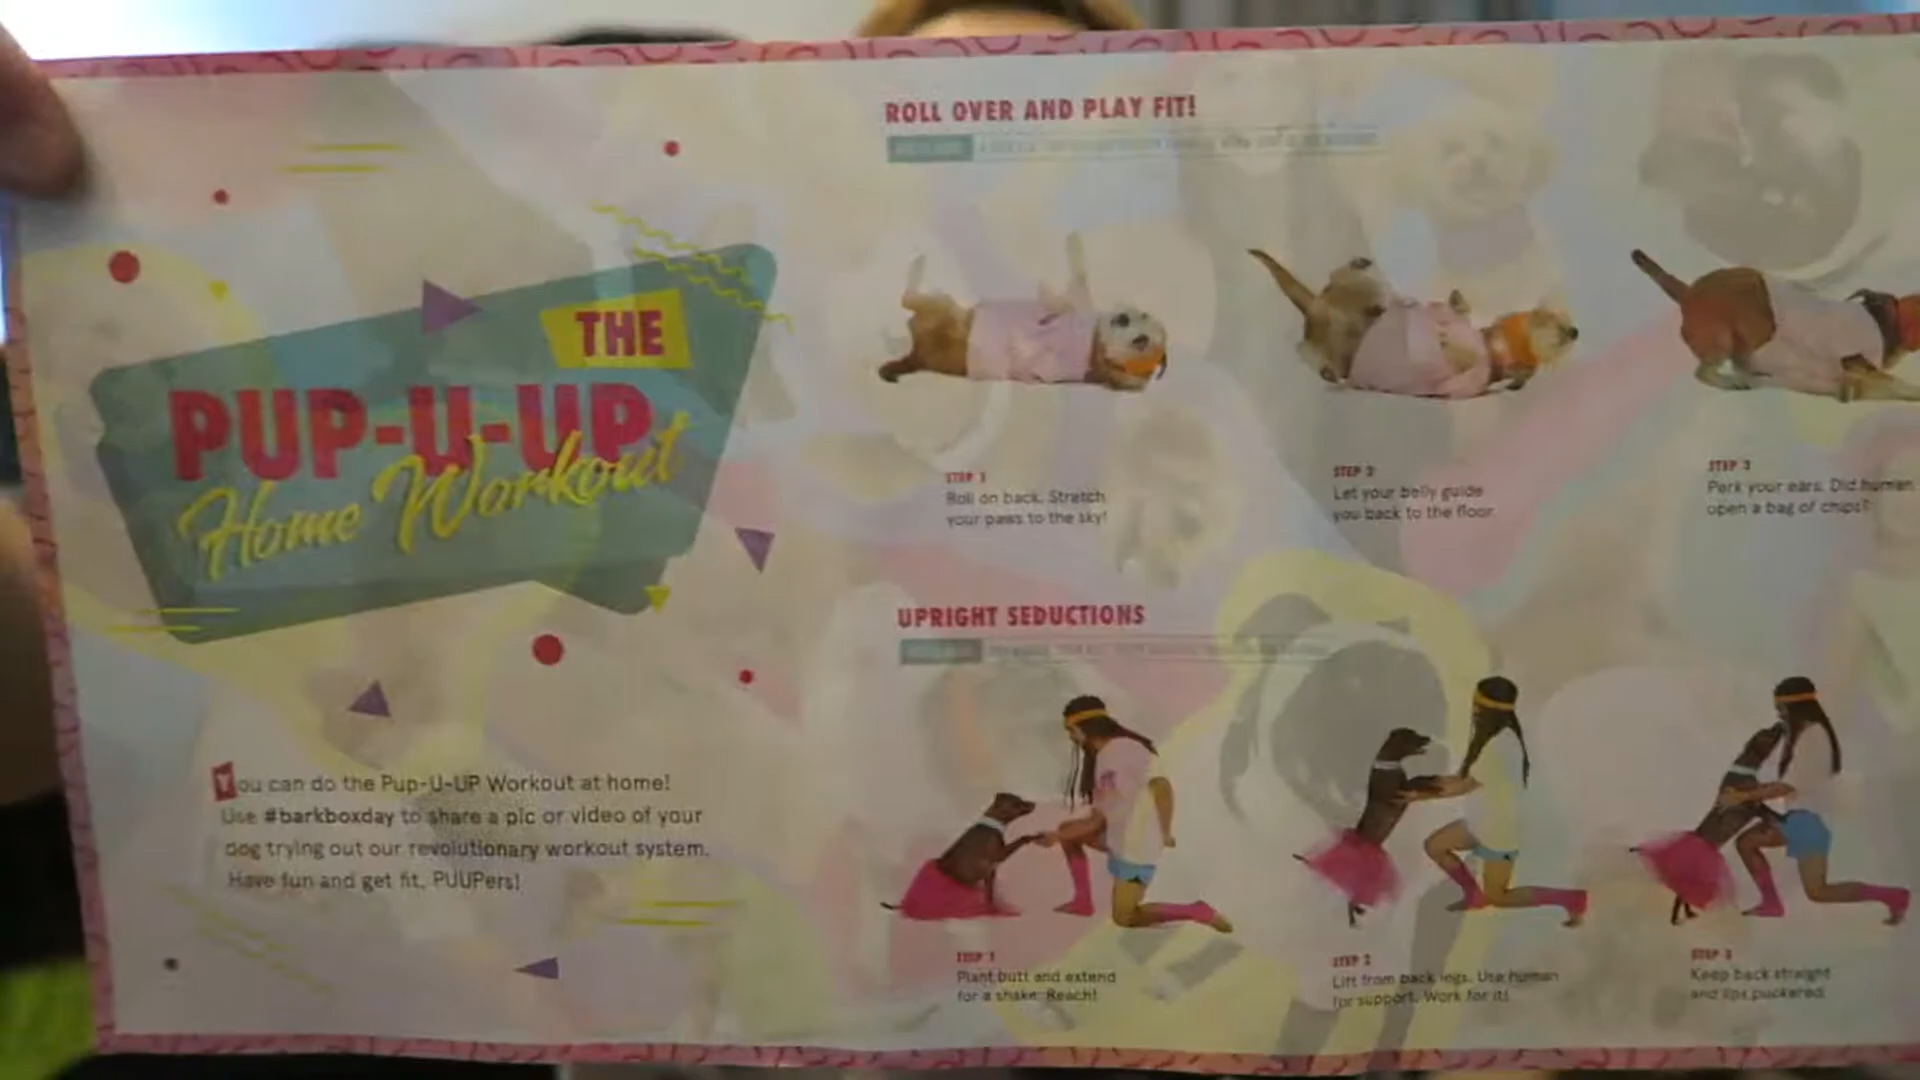 THE
PUP-U-UP
Home Workout
You can do the Pup-U-UP Workout at home!
Use #barkboxday to share a pic or video of your
dog trying out our revolutionary workout system.
Have fun and get fit, PUUPers!
ROLL OVER AND PLAY FIT!
STEP 1
Roll on back. Stretch
your paws to the sky!
STEP 2
Let your belly guide
you back to the floor.
STEP 3
Perk your ears. Did human
open a bag of chips?
UPRIGHT SEDUCTIONS
STEP 1
Plant butt and extend
for a shake. Reach!
STEP 2
Lift from back legs. Use human
for support. Work for it!
STEP 3
Keep back straight
and lips puckered.